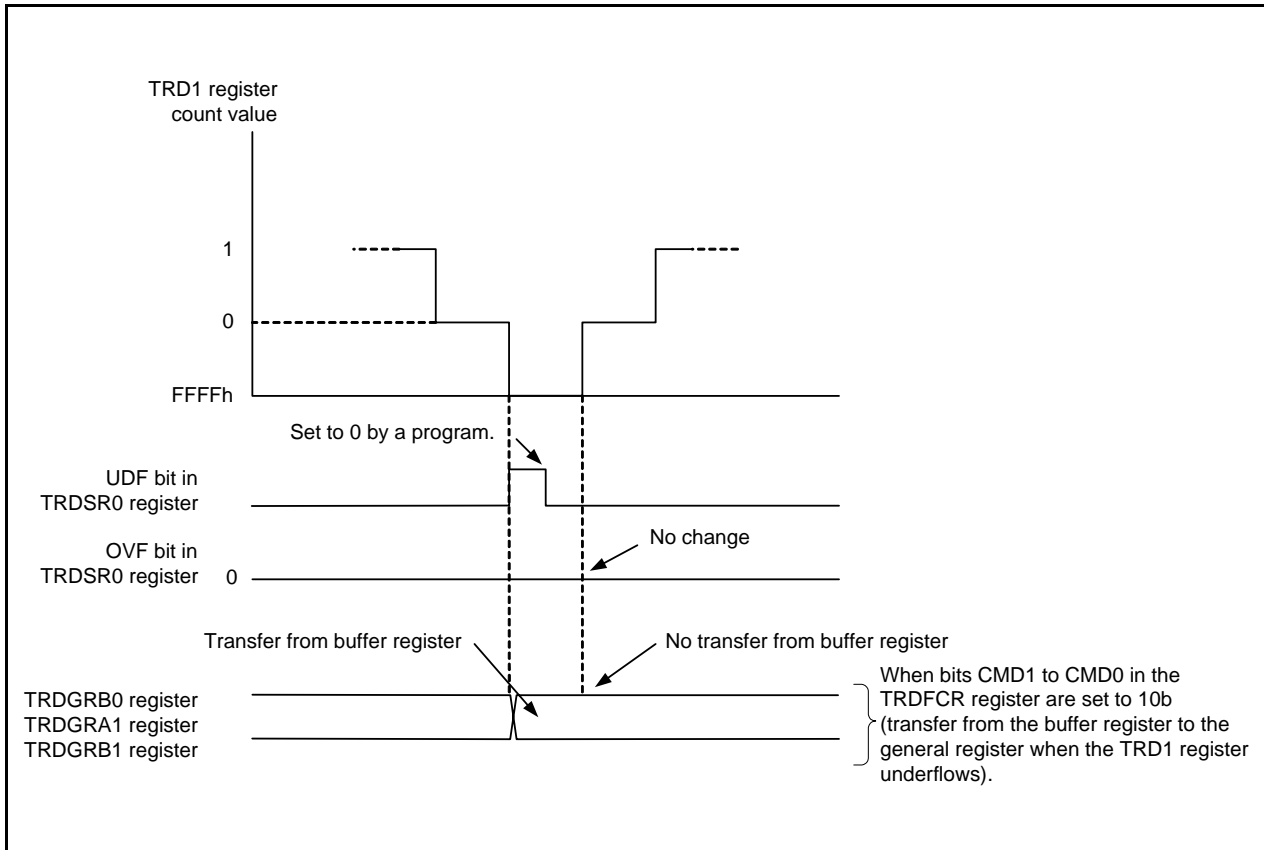 TRD1 register
count value
1
0
FFFFh
Set to 0 by a program.
UDF bit in
TRDSR0 register
No change
OVF bit in
TRDSR0 register 0
Transfer from buffer register
No transfer from buffer register
TRDGRB0 register
TRDGRA1 register
TRDGRB1 register
When bits CMD1 to CMD0 in the
TRDFCR register are set to 10b
(transfer from the buffer register to the
general register when the TRD1 register
underflows).